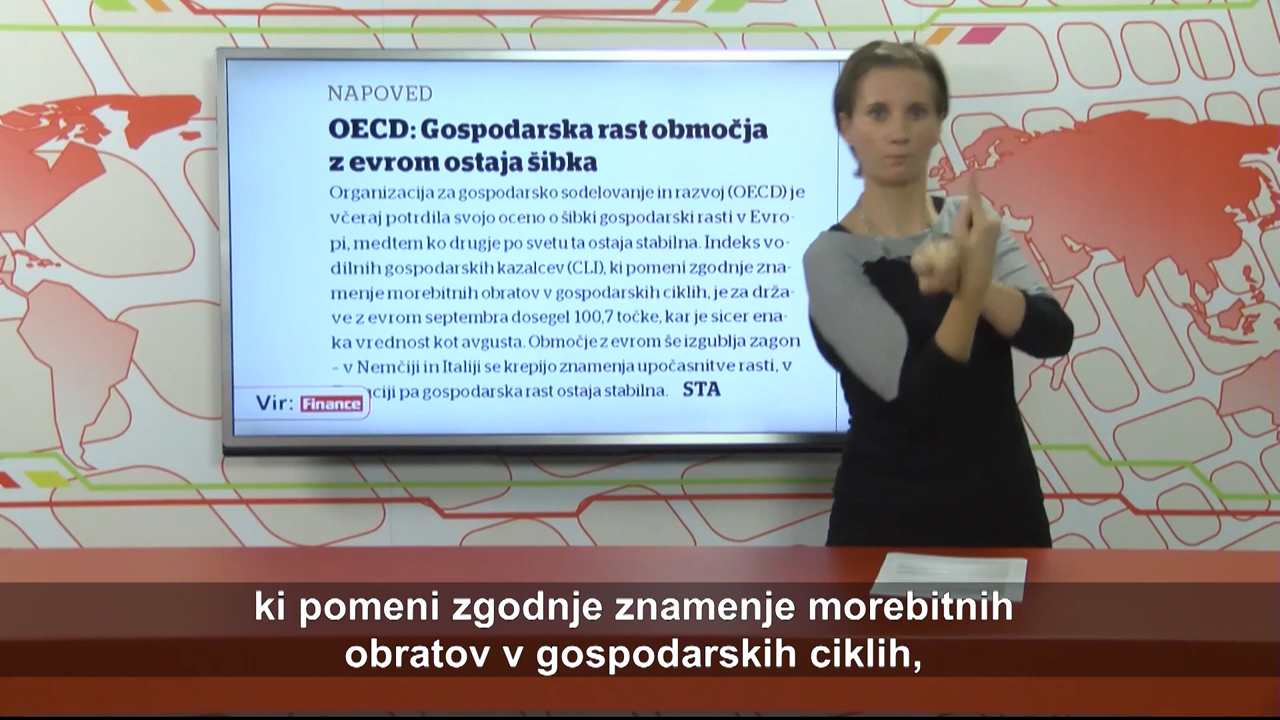 NAPOVED
OECD: Gospodarska rast območja
z evrom ostaja šibka
Organizacija za gospodarsko sodelovanje in razvoj (OECD) je
včeraj potrdila svojo oceno o šibki gospodarski rasti v Evro-
pi, medtem ko drugje po svetu ta ostaja stabilna. Indeks vo-
dilnih gospodarskih kazalcev (CLI), ki pomeni zgodnje zna-
menje morebitnih obratov v gospodarskih ciklih, je za drža-
ve z evrom septembra dosegel 100,7 točke, kar je sicer ena-
ka vrednost kot avgusta. Območje z evrom še izgublja zagon
– v Nemčiji in Italiji se krepijo znamenja upočasnitve rasti, v
pa gospodarska rast ostaja stabilna. STA
Vir: Finance
ki pomeni zgodnje znamenje morebitnih
obratov v gospodarskih ciklih,